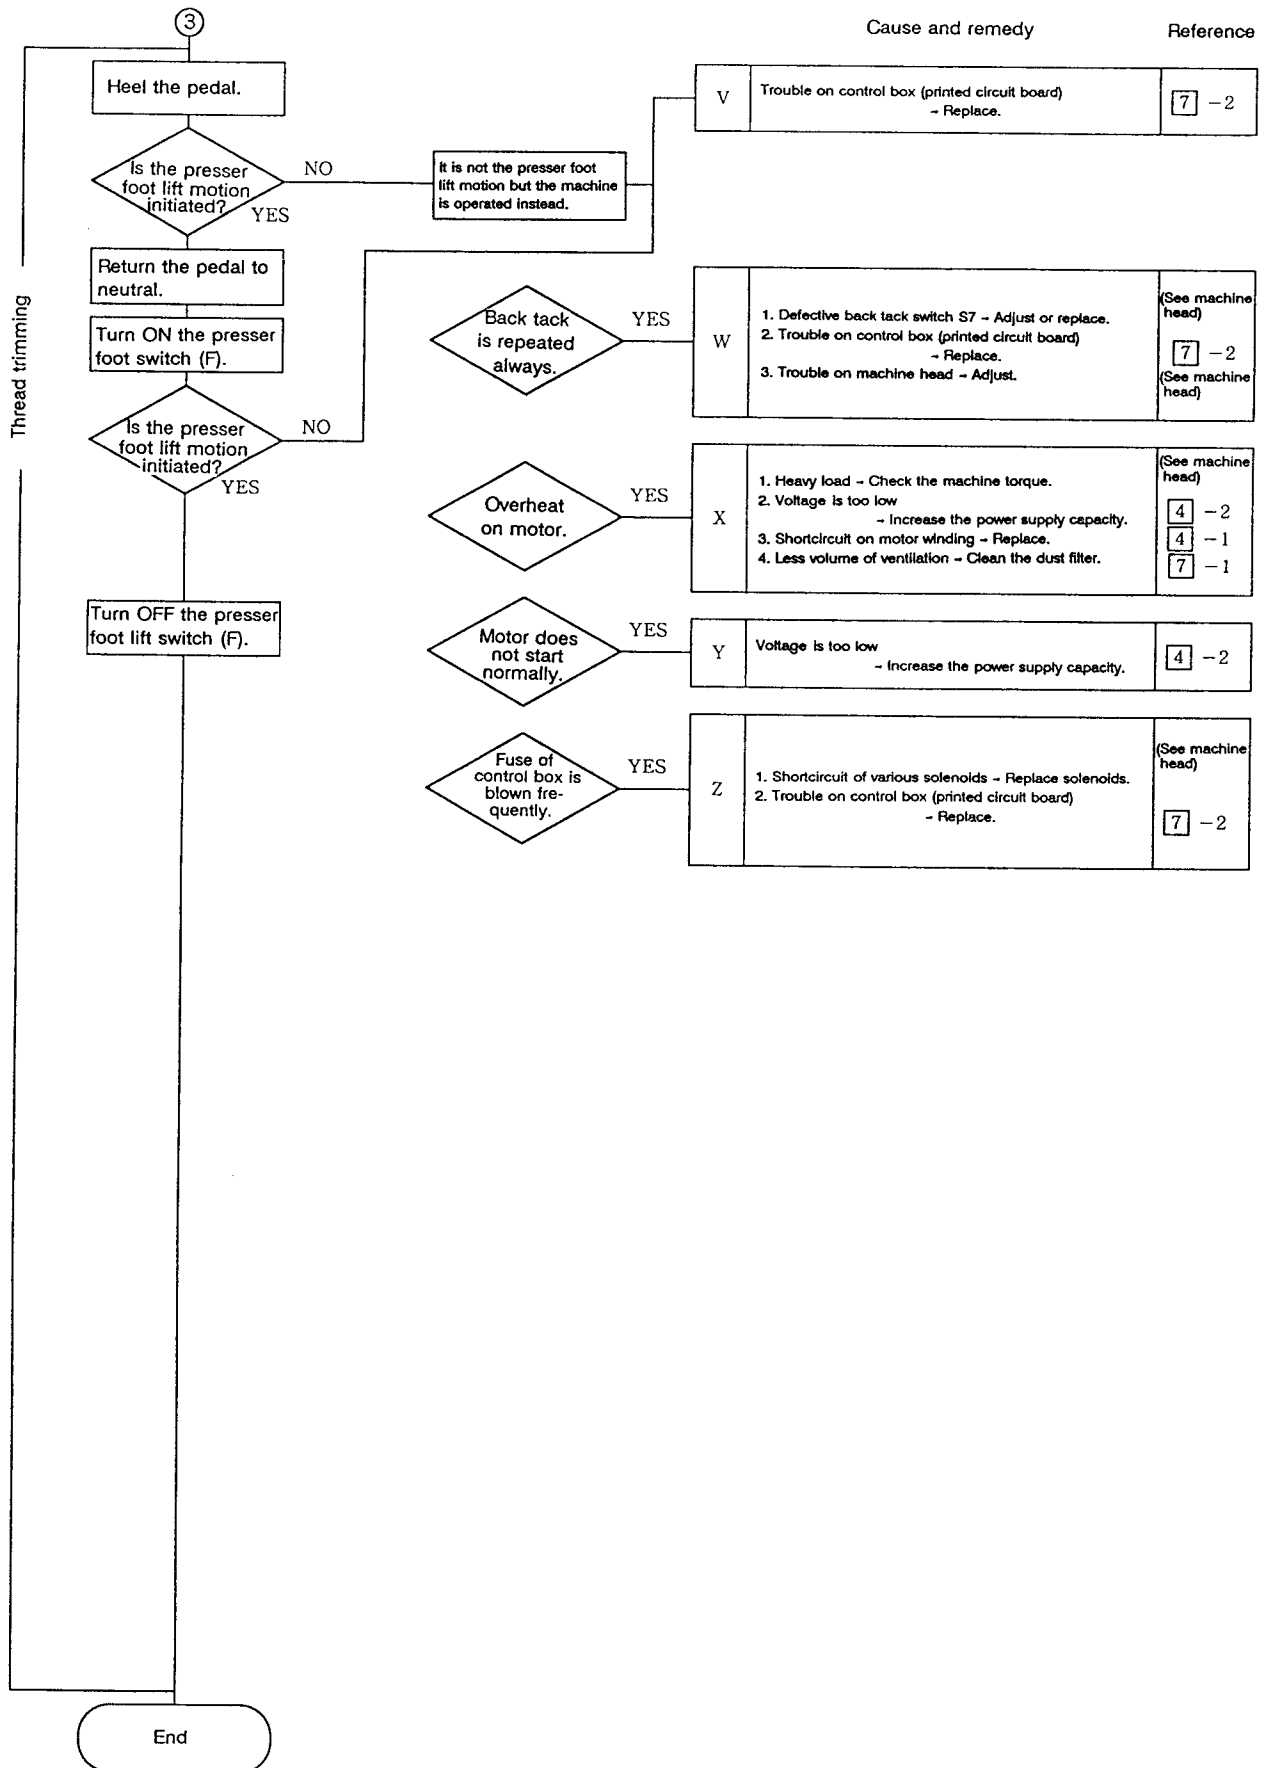 3
Cause and remedy
Reference
Thread trimming
Heel the pedal.
Is the presser
foot lift motion
initiated?
NO
YES
It is not the presser foot
lift motion but the machine
is operated instead.
V
Trouble on control box (printed circuit board)
→ Replace.
7 -2
Return the pedal to
neutral.
Turn ON the presser
foot switch (F).
Is the presser
foot lift motion
initiated?
NO
YES
Turn OFF the presser
foot lift switch (F).
Back tack
is repeated
always.
YES
W
1. Defective back tack switch S7 → Adjust or replace.
2. Trouble on control box (printed circuit board)
→ Replace.
3. Trouble on machine head → Adjust.
(See machine
head)
7 -2
(See machine
head)
Overheat
on motor.
YES
X
1. Heavy load → Check the machine torque.
2. Voltage is too low
→ Increase the power supply capacity.
3. Shortcircuit on motor winding → Replace.
4. Less volume of ventilation → Clean the dust filter.
(See machine
head)
4 -2
4 -1
7 -1
Motor does
not start
normally.
YES
Y
Voltage is too low
→ Increase the power supply capacity.
4 -2
Fuse of
control box is
blown fre-
quently.
YES
Z
1. Shortcircuit of various solenoids → Replace solenoids.
2. Trouble on control box (printed circuit board)
→ Replace.
(See machine
head)
7 -2
End